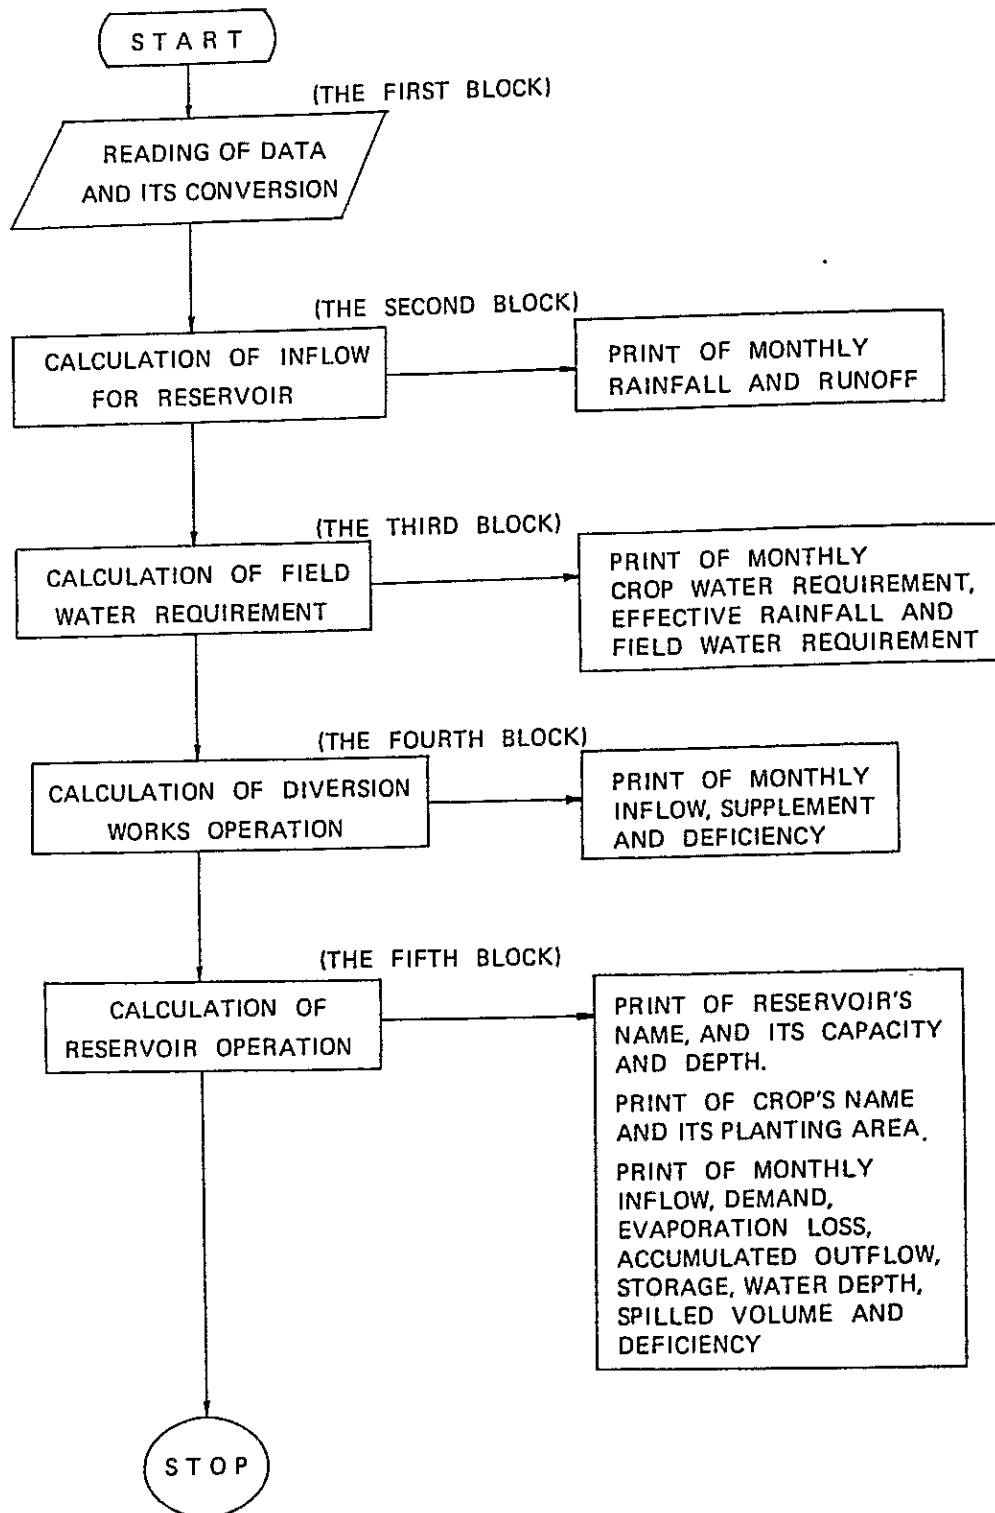 START
(THE FIRST BLOCK)
READING OF DATA
AND ITS CONVERSION
(THE SECOND BLOCK)
CALCULATION OF INFLOW
FOR RESERVOIR
PRINT OF MONTHLY
RAINFALL AND RUNOFF
(THE THIRD BLOCK)
CALCULATION OF FIELD
WATER REQUIREMENT
PRINT OF MONTHLY
CROP WATER REQUIREMENT,
EFFECTIVE RAINFALL AND
FIELD WATER REQUIREMENT
(THE FOURTH BLOCK)
CALCULATION OF DIVERSION
WORKS OPERATION
PRINT OF MONTHLY
INFLOW, SUPPLEMENT
AND DEFICIENCY
(THE FIFTH BLOCK)
CALCULATION OF
RESERVOIR OPERATION
PRINT OF RESERVOIR'S
NAME, AND ITS CAPACITY
AND DEPTH.
PRINT OF CROP'S NAME
AND ITS PLANTING AREA.
PRINT OF MONTHLY
INFLOW, DEMAND,
EVAPORATION LOSS,
ACCUMULATED OUTFLOW,
STORAGE, WATER DEPTH,
SPILLED VOLUME AND
DEFICIENCY
STOP